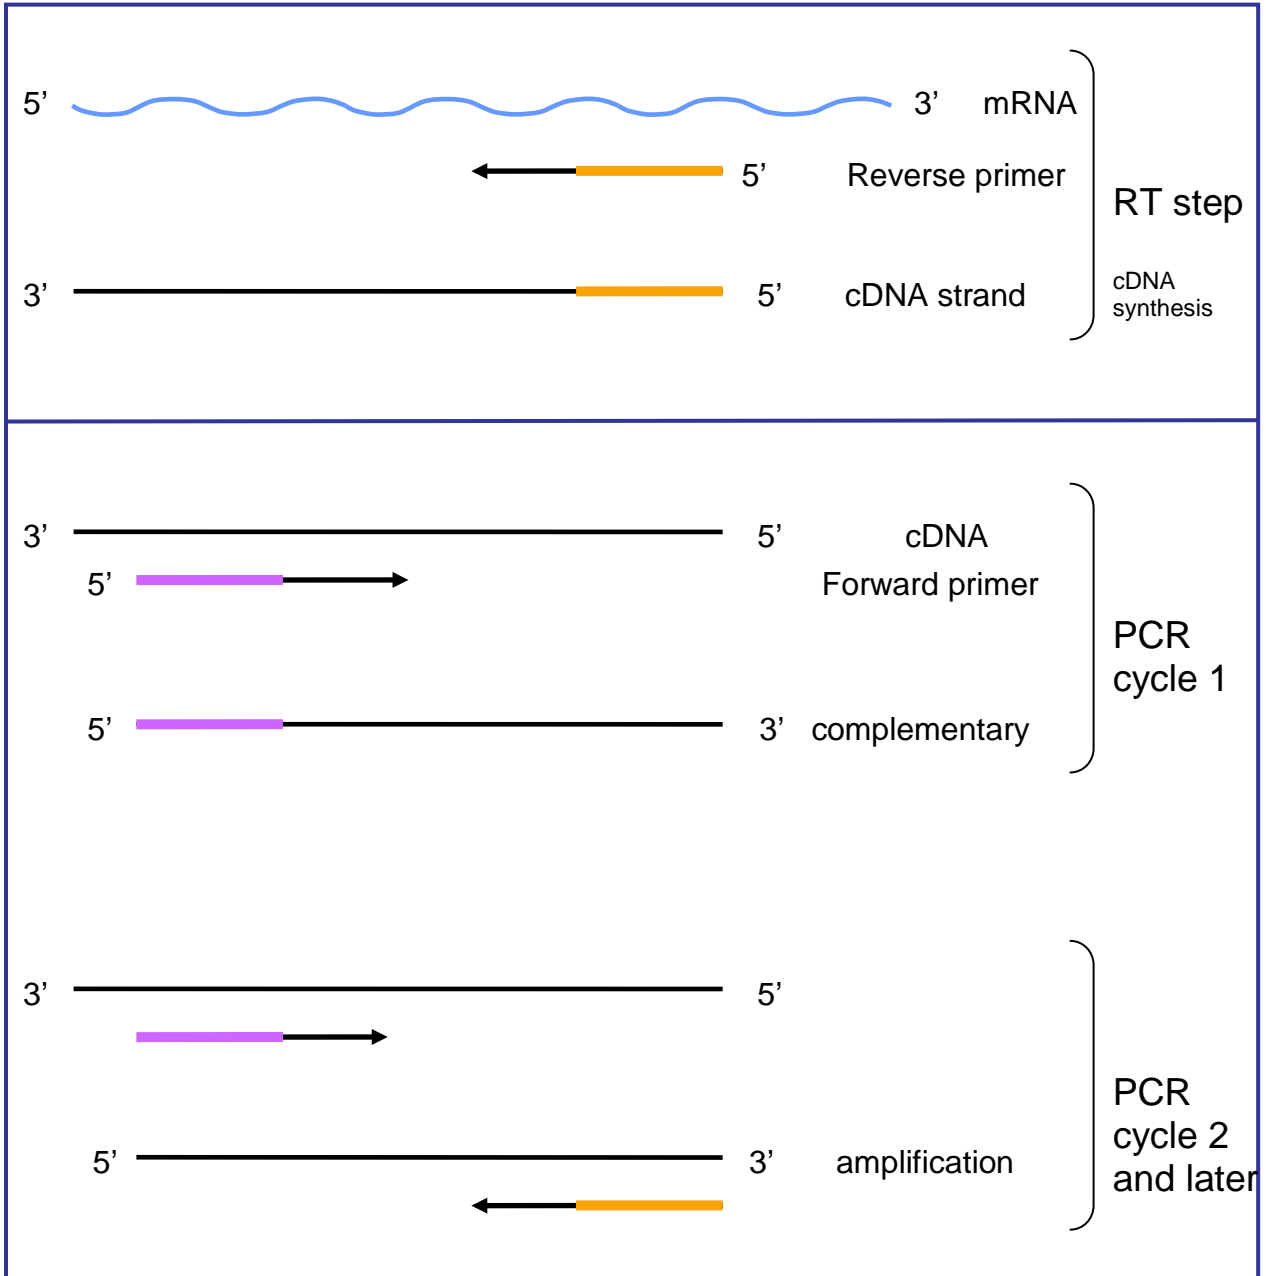 5’ 3’ mRNA
5’ Reverse primer
RT step
3’ 5’ cDNA strand
cDNA
synthesis
3’ 5’ cDNA
5’ Forward primer
PCR
cycle 1
5’ 3’ complementary
3’ 5’
PCR
cycle 2
and later
5’ 3’ amplification